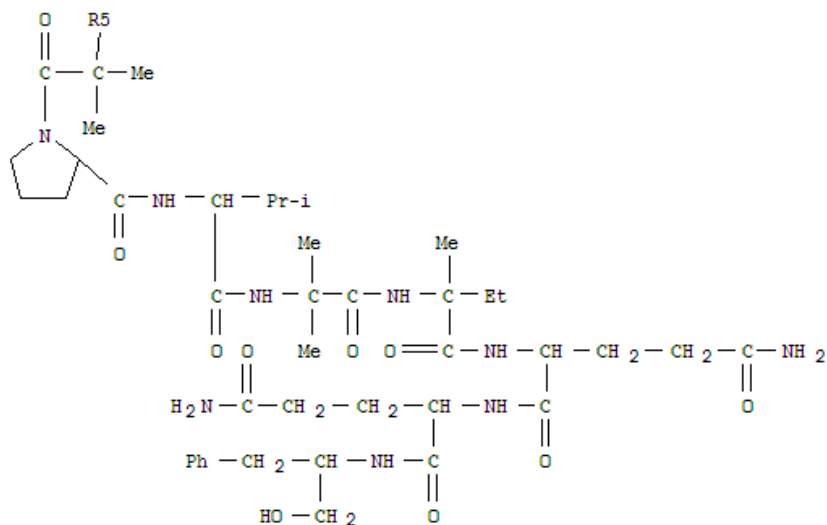 O R5
C C Me
N Me
C NH CH Pr-i
O Me Me
C NH C C NH C Et
O O Me O O C NH CH CH2 CH2 C NH2
H2N C CH2 CH2 CH NH C O
Ph CH2 CH NH C O
HO CH2 O